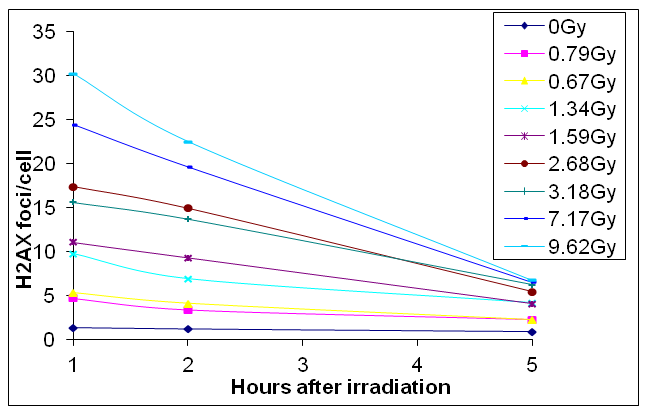 35
30
25
20
15
10
5
0
H2AX foci/cell
1
2
3
4
5
Hours after irradiation
0Gy
0.79Gy
0.67Gy
1.34Gy
1.59Gy
2.68Gy
3.18Gy
7.17Gy
9.62Gy